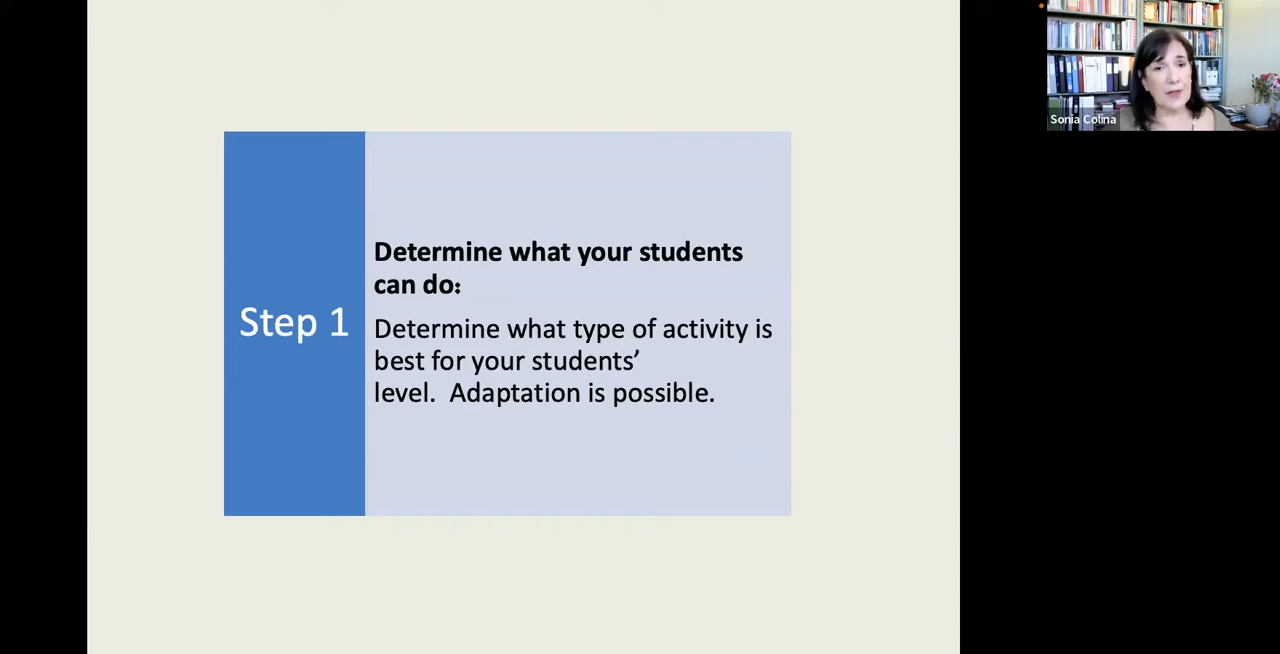 Step 1
Determine what your students
can do:
Determine what type of activity is
best for your students’
level.  Adaptation is possible.
Sonia Colina